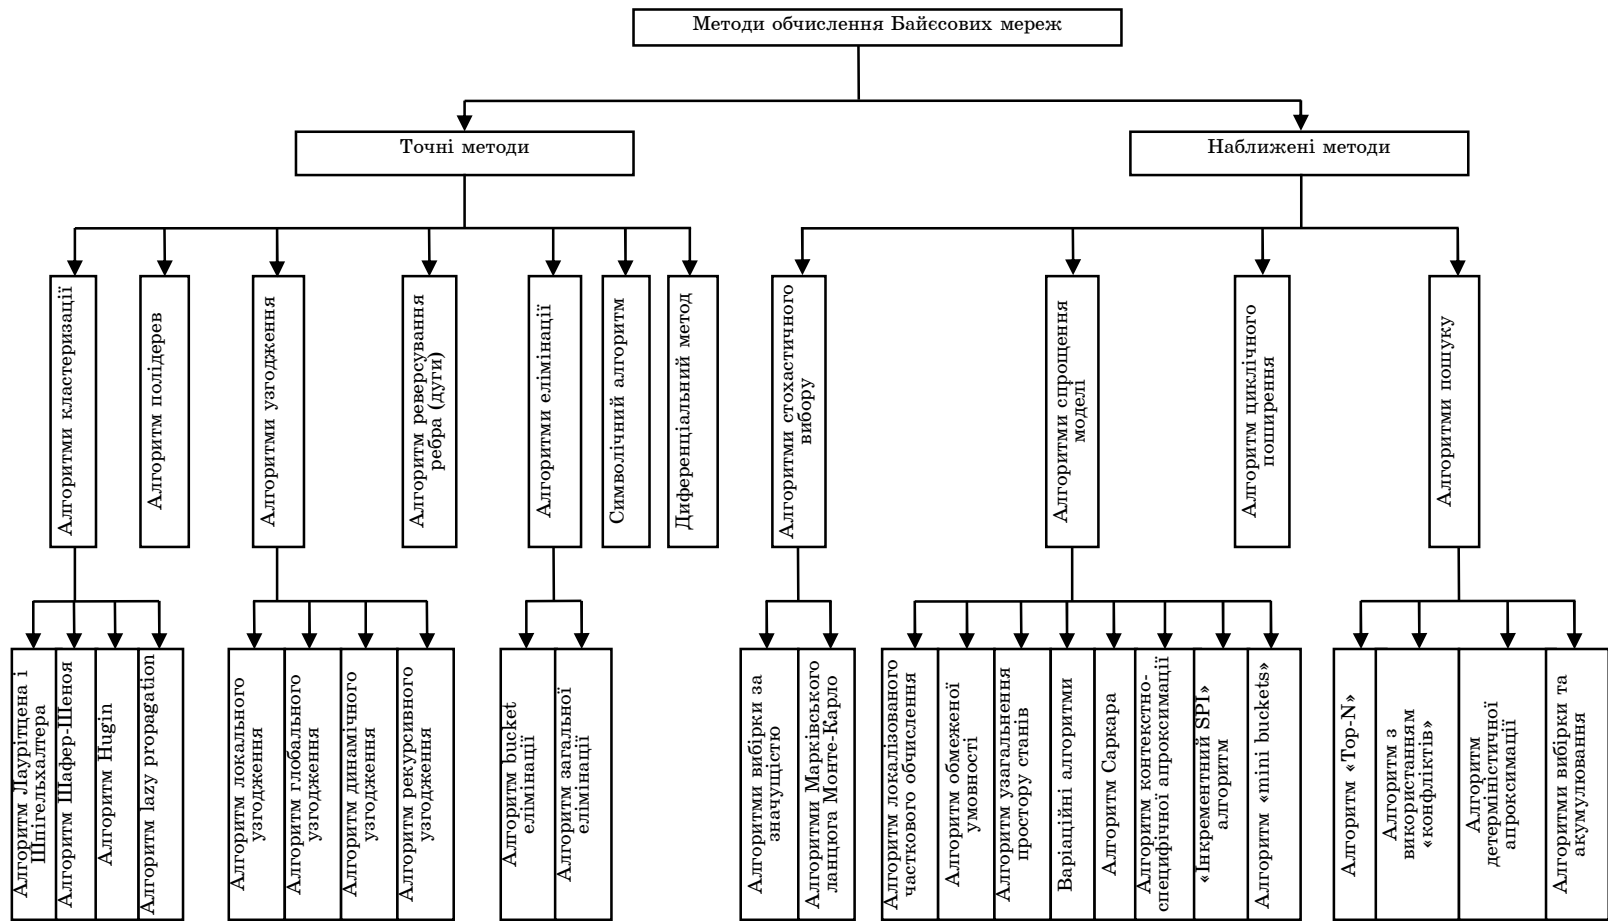 Методи обчислення Байєсових мереж
Точні методи
Наближені методи
Алгоритми кластеризації
Алгоритм полідерев
Алгоритми узгодження
Алгоритм реверсування
ребра (дуги)
Алгоритми елімінації
Символічний алгоритм
Диференціальний метод
Алгоритми стохастичного
вибору
Алгоритми спрощення
моделі
Алгоритм циклічного
поширення
Алгоритми пошуку
Алгоритм Лауріtцена і
Шпігельхалтера
Алгоритм Шафер-Шеноя
Алгоритм Hugin
Алгоритм lazy propagation
Алгоритм локального
узгодження
Алгоритм глобального
узгодження
Алгоритм динамічного
узгодження
Алгоритм рекурсивного
узгодження
Алгоритм bucket
елімінації
Алгоритм загальної
елімінації
Алгоритми вибірки за
значущістю
Алгоритми Марківського
ланцюга Монте-Карло
Алгоритм локалізованого
часткового обчислення
Алгоритм обмеженої
умовності
Алгоритм узагальнення
простору станів
Варіаційні алгоритми
Алгоритм Саркара
Алгоритм контекстно-
специфічної апроксимації
«Інкрементний SPI»
алгоритм
Алгоритм «mini buckets»
Алгоритм «Top-N»
Алгоритм з
використанням
«конфліктів»
Алгоритм
детерміністичної
апроксимації
Алгоритми вибірки та
акумулювання